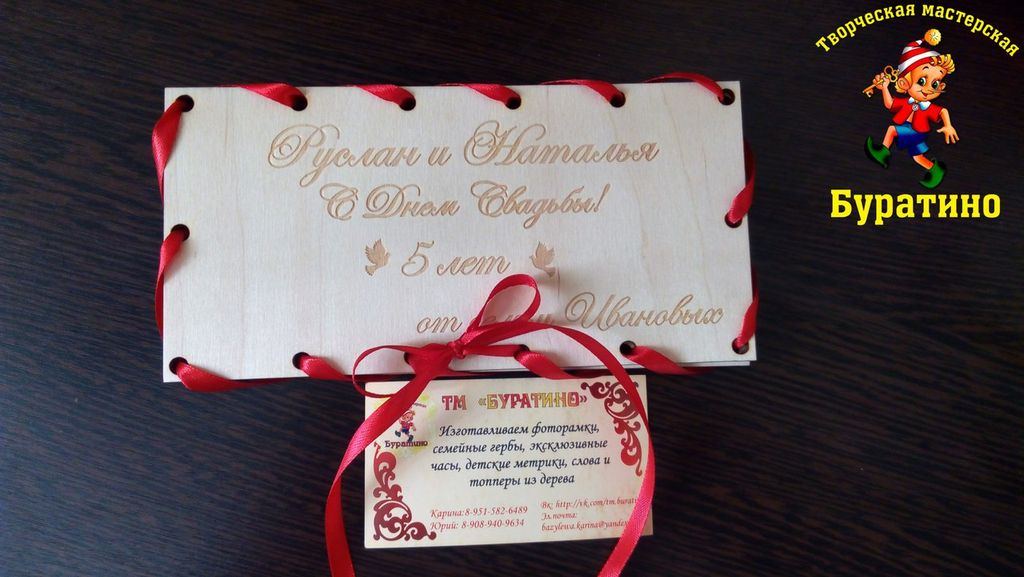 Творческая мастерская
Буратино
Руслан и Наталья
С Днем Свадьбы!
5 лет
от Ивановых
ТМ «БУРАТИНО»
Буратино
Изготавливаем фоторамки,
семейные гербы, эксклюзивные
часы, детские метрики, слова и
топперы из дерева
Карина:8-951-582-6489
Юрий: 8-908-940-9634
Вк: http://vk.com/tm.burati
Эл.почта:
bazylewa.karina@yandex